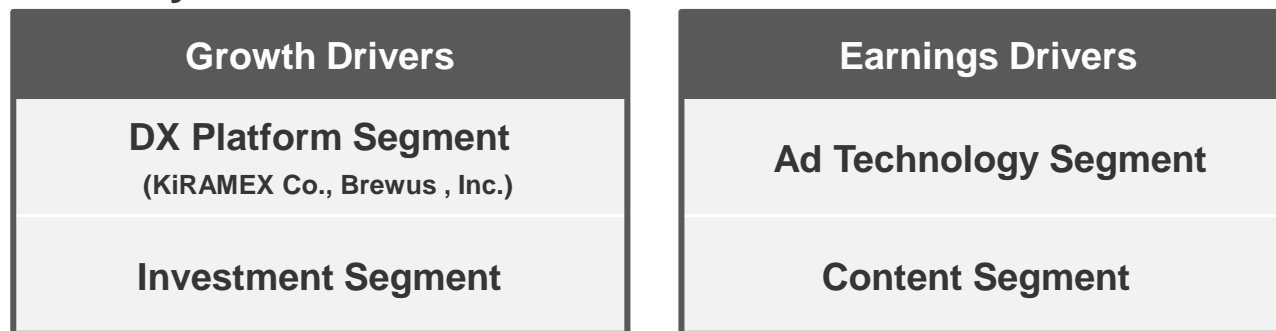 Growth Drivers
DX Platform Segment
(KiRAMEX Co., Brewus , Inc.)
Investment Segment
Earnings Drivers
Ad Technology Segment
Content Segment